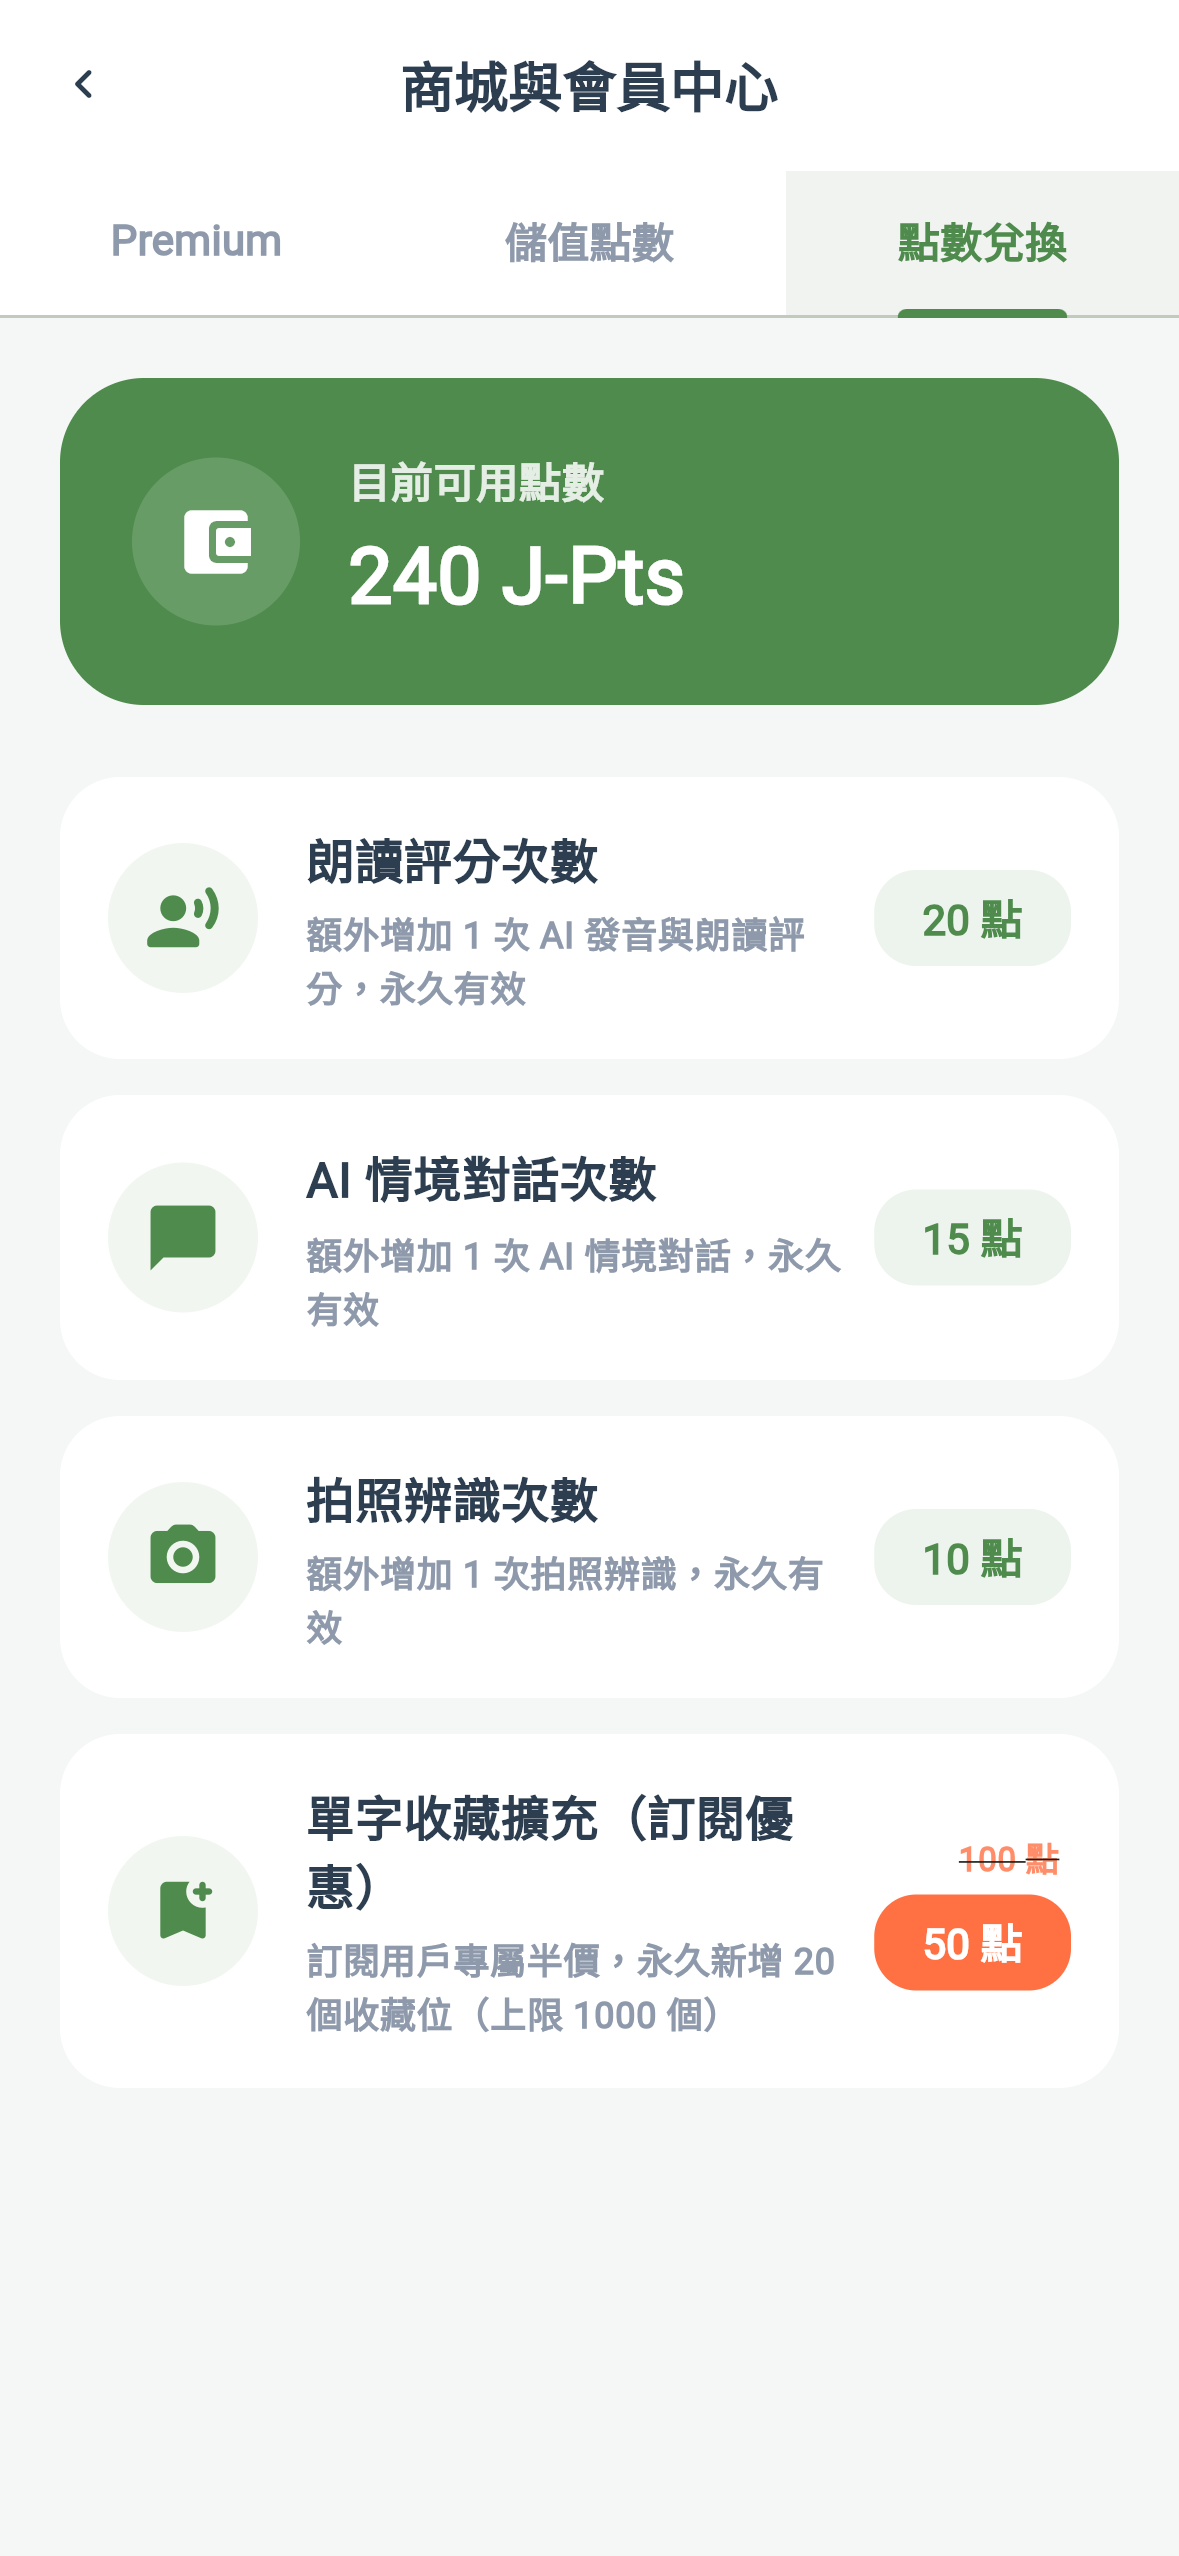 商城與會員中心
Premium
儲值點數
點數兌換
目前可用點數
240 J-Pts
朗讀評分次數
額外增加 1 次 AI 發音與朗讀評
分，永久有效
20 點
AI 情境對話次數
額外增加 1 次 AI 情境對話，永久
有效
15 點
拍照辨識次數
額外增加 1 次拍照辨識，永久有
效
10 點
單字收藏擴充（訂閱優
惠）
訂閱用戶專屬半價，永久新增 20
個收藏位（上限 1000 個）
100 點
50 點